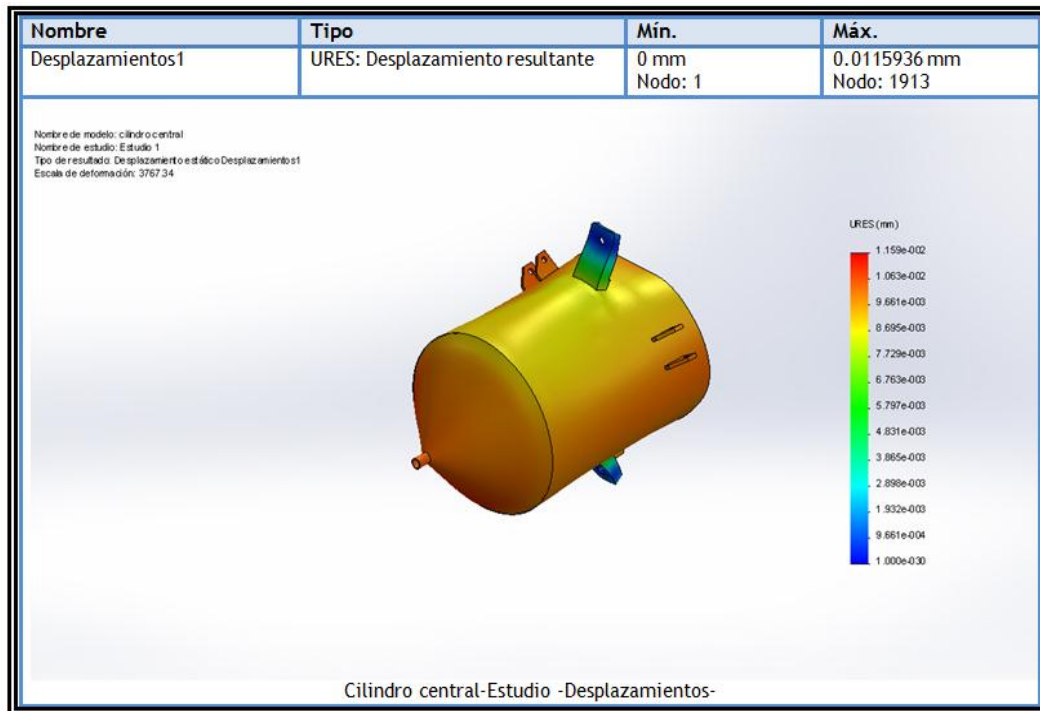 Nombre Tipo Mín. Máx.
Desplazamientos1 URES: Desplazamiento resultante 0 mm 0.0115936 mm
Nodo: 1 Nodo: 1913
Nombre de modelo: cilindro central
Nombre de estudio: Estudio 1
Tipo de resultado: Desplazamiento estático Desplazamientos1
Escala de deformación: 3767.34
URES (mm)
1.159e-002
1.063e-002
9.661e-003
8.695e-003
7.729e-003
6.763e-003
5.797e-003
4.831e-003
3.865e-003
2.898e-003
1.932e-003
9.661e-004
1.000e-030
Cilindro central-Estudio -Desplazamientos-